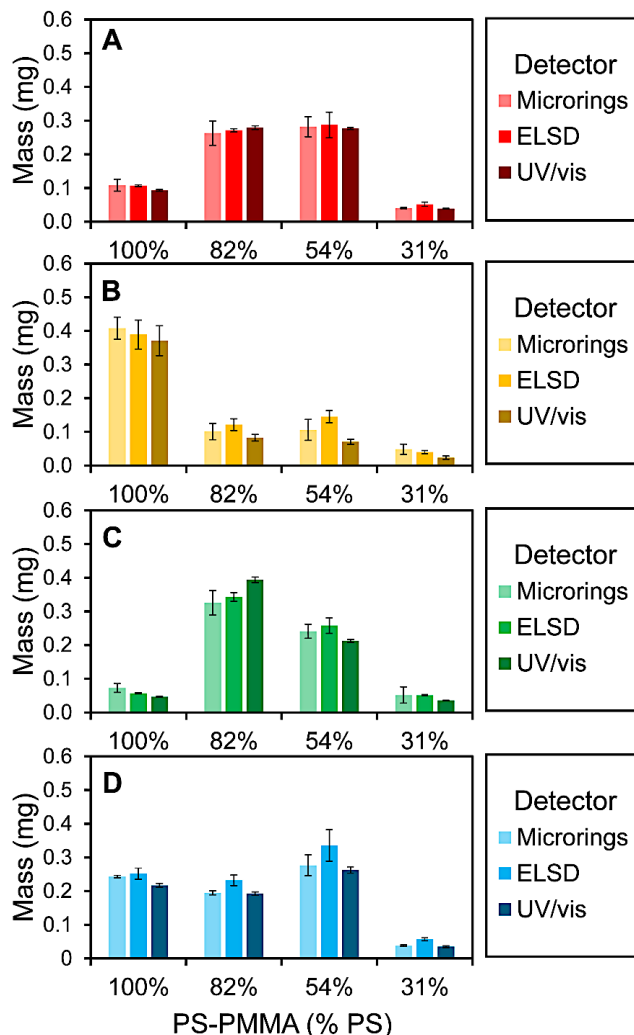 A
0.6
0.5
0.4
0.3
0.2
0.1
0.0
Mass (mg)
100% 82% 54% 31%
Detector
Microrings
ELSD
UV/vis
B
0.6
0.5
0.4
0.3
0.2
0.1
0.0
Mass (mg)
100% 82% 54% 31%
Detector
Microrings
ELSD
UV/vis
C
0.6
0.5
0.4
0.3
0.2
0.1
0.0
Mass (mg)
100% 82% 54% 31%
Detector
Microrings
ELSD
UV/vis
D
0.6
0.5
0.4
0.3
0.2
0.1
0
Mass (mg)
100% 82% 54% 31%
Detector
Microrings
ELSD
UV/vis
PS-PMMA (% PS)